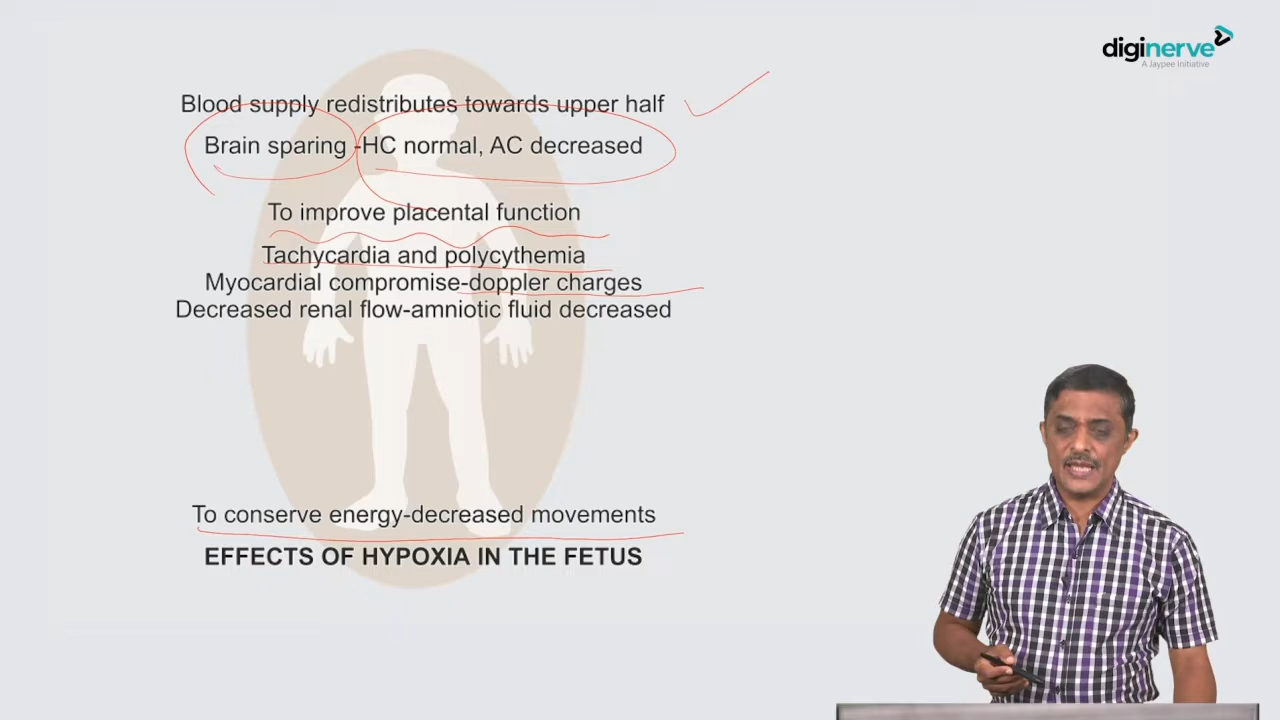 diginerve
A Jaypee Initiative
Blood supply redistributes towards upper half
Brain sparing -HC normal, AC decreased
To improve placental function
Tachycardia and polycythemia
Myocardial compromise-doppler charges
Decreased renal flow-amniotic fluid decreased
To conserve energy-decreased movements
EFFECTS OF HYPOXIA IN THE FETUS